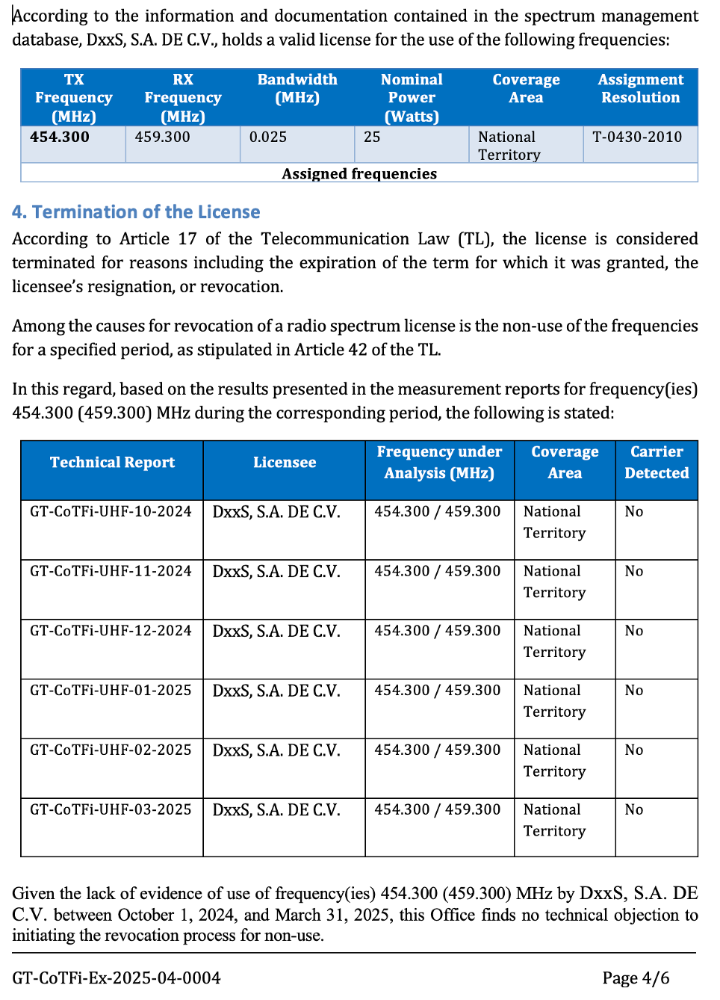 According to the information and documentation contained in the spectrum management
database, DxxS, S.A. DE C.V., holds a valid license for the use of the following frequencies:
TX Frequency (MHz) RX Frequency (MHz) Bandwidth (MHz) Nominal Power (Watts) Coverage Area Assignment Resolution
454.300 459.300 0.025 25 National Territory T-0430-2010
Assigned frequencies
4. Termination of the License
According to Article 17 of the Telecommunication Law (TL), the license is considered
terminated for reasons including the expiration of the term for which it was granted, the
licensee's resignation, or revocation.
Among the causes for revocation of a radio spectrum license is the non-use of the frequencies
for a specified period, as stipulated in Article 42 of the TL.
In this regard, based on the results presented in the measurement reports for frequency(ies)
454.300 (459.300) MHz during the corresponding period, the following is stated:
Technical Report Licensee Frequency under Analysis (MHz) Coverage Area Carrier Detected
GT-CoTFi-UHF-10-2024 DxxS, S.A. DE C.V. 454.300 / 459.300 National Territory No
GT-CoTFi-UHF-11-2024 DxxS, S.A. DE C.V. 454.300 / 459.300 National Territory No
GT-CoTFi-UHF-12-2024 DxxS, S.A. DE C.V. 454.300 / 459.300 National Territory No
GT-CoTFi-UHF-01-2025 DxxS, S.A. DE C.V. 454.300 / 459.300 National Territory No
GT-CoTFi-UHF-02-2025 DxxS, S.A. DE C.V. 454.300 / 459.300 National Territory No
GT-CoTFi-UHF-03-2025 DxxS, S.A. DE C.V. 454.300 / 459.300 National Territory No
Given the lack of evidence of use of frequency(ies) 454.300 (459.300) MHz by DxxS, S.A. DE
C.V. between October 1, 2024, and March 31, 2025, this Office finds no technical objection to
initiating the revocation process for non-use.
GT-CoTFi-Ex-2025-04-0004 Page 4/6